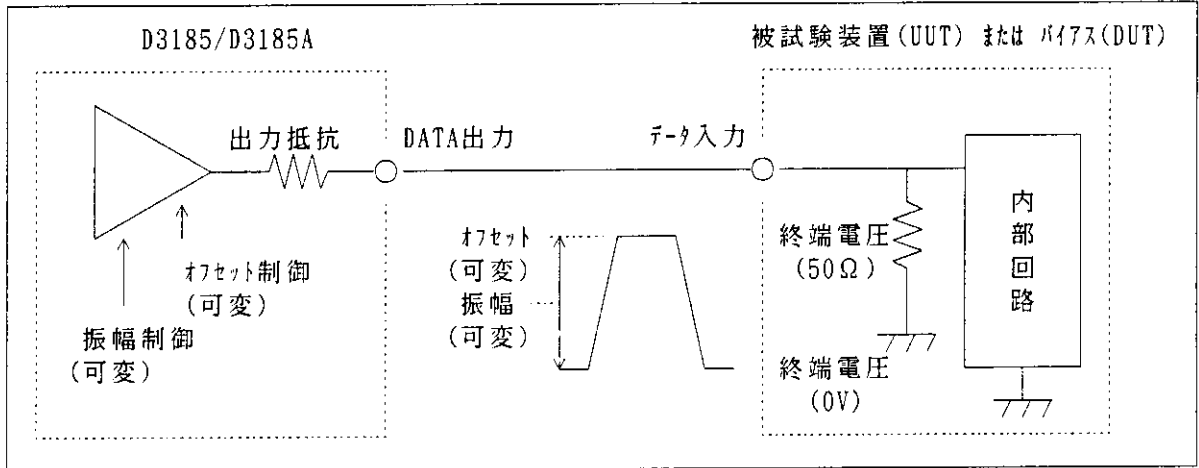 D3185/D3185A
被試験装置(UUT) または バイアス(DUT)
出力抵抗
DATA出力
データ入力
オフセット制御
(可変)
振幅制御
(可変)
オフセット
(可変)
振幅
(可変)
終端電圧
(50Ω)
終端電圧
(0V)
内部回路